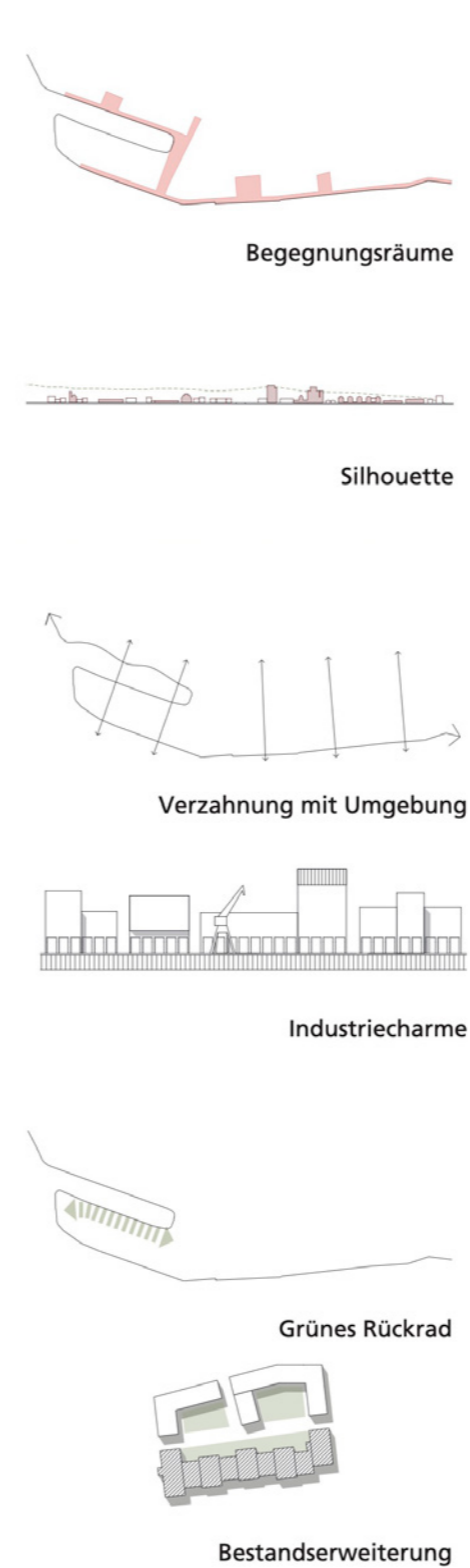 Begegnungsräume
Silhouette
Verzahnung mit Umgebung
Industriecharme
Grünes Rückrad
Bestandserweiterung